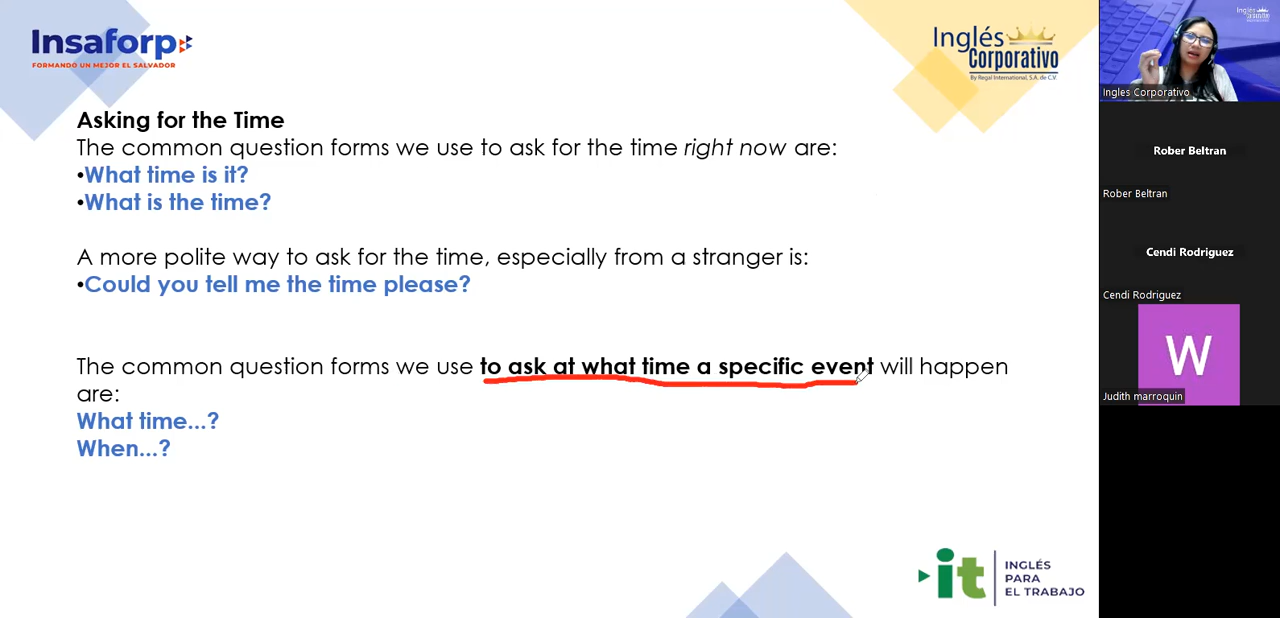 Insaforp
FORMANDO UN MEJOR EL SALVADOR
Inglés
Corporativo
By Regal International, S.A. de C.V.
Asking for the Time
The common question forms we use to ask for the time right now are:
•What time is it?
•What is the time?
A more polite way to ask for the time, especially from a stranger is:
•Could you tell me the time please?
The common question forms we use to ask at what time a specific event will happen
are:
What time...?
When...?
it
INGLÉS
PARA
EL TRABAJO
Ingles Corporativo
Rober Beltran
Rober Beltran
Cendi Rodriguez
Cendi Rodriguez
W
Judith marroquin